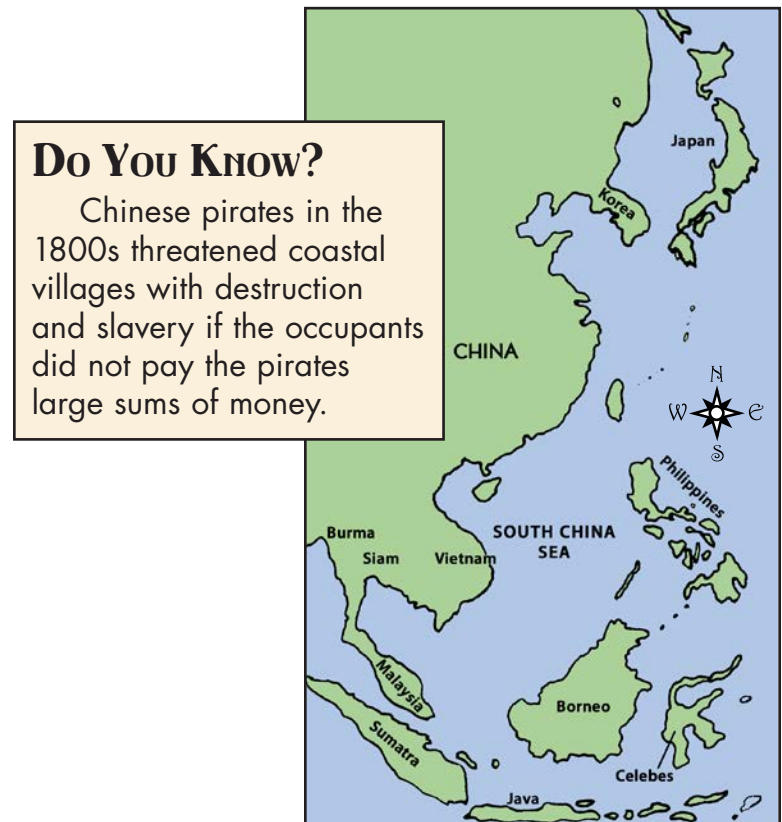 Do You Know?
Chinese pirates in the
1800s threatened coastal
villages with destruction
and slavery if the occupants
did not pay the pirates
large sums of money.
Japan
Korea
CHINA
N
W E
S
Philippines
SOUTH CHINA
SEA
Burma
Siam
Vietnam
Malaysia
Sumatra
Borneo
Celebes
Java